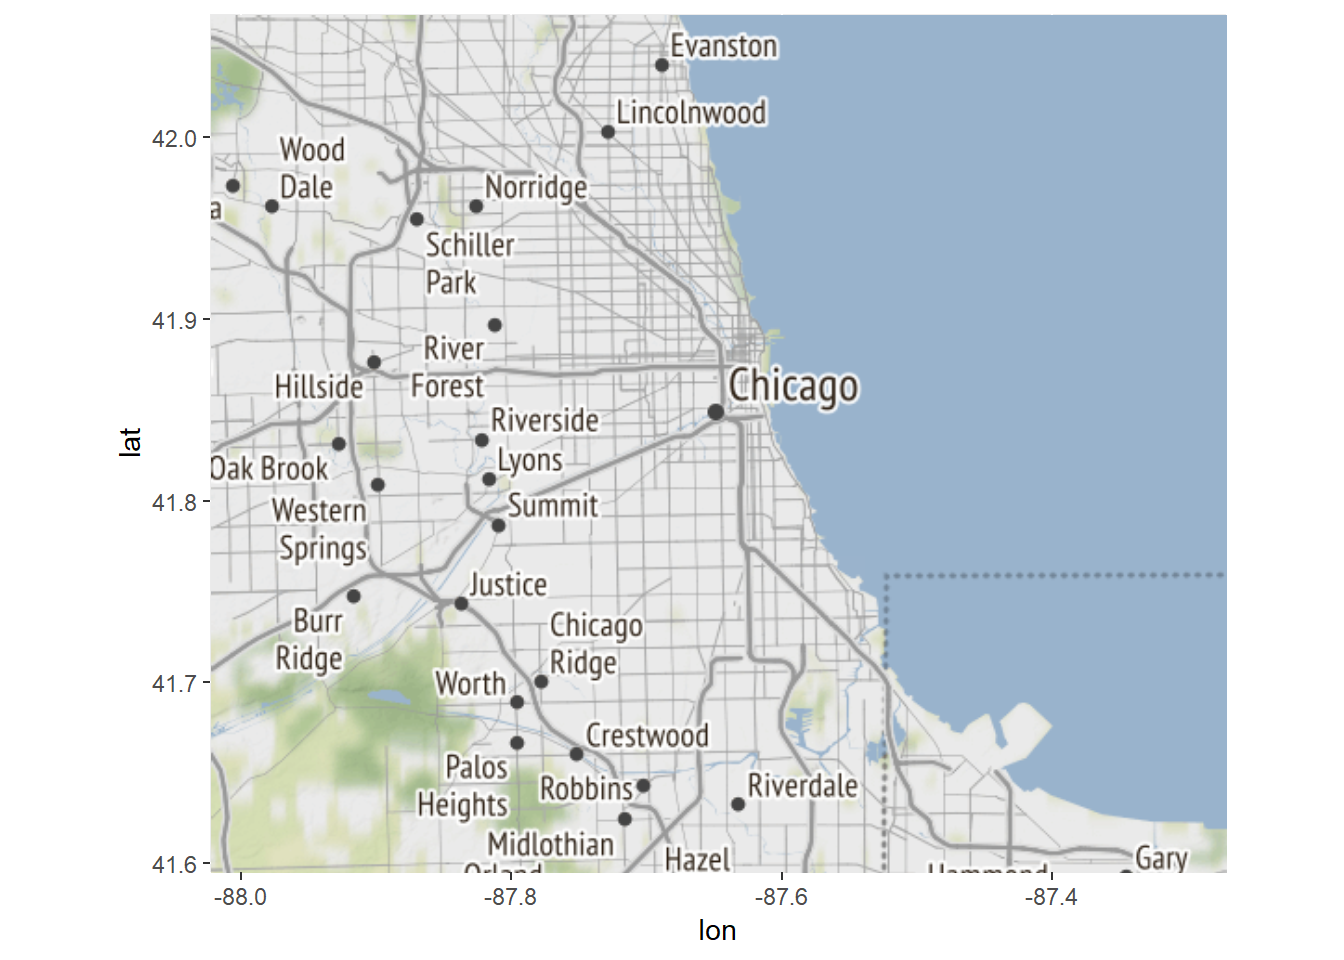 Evanston
Lincolnwood
42.0
Wood
Dale
Norridge
a
Schiller
Park
41.9
River
Forest
Hillside
Chicago
Riverside
Lyons
Oak Brook
41.8
Summit
Western
Springs
Justice
Burr
Ridge
Chicago
Ridge
41.7
Worth
Crestwood
Palos
Heights
Robbins
Riverdale
Midlothian
Hazel
Gary
Orland
Hammond
41.6
-88.0
-87.8
-87.6
-87.4
lat
lon